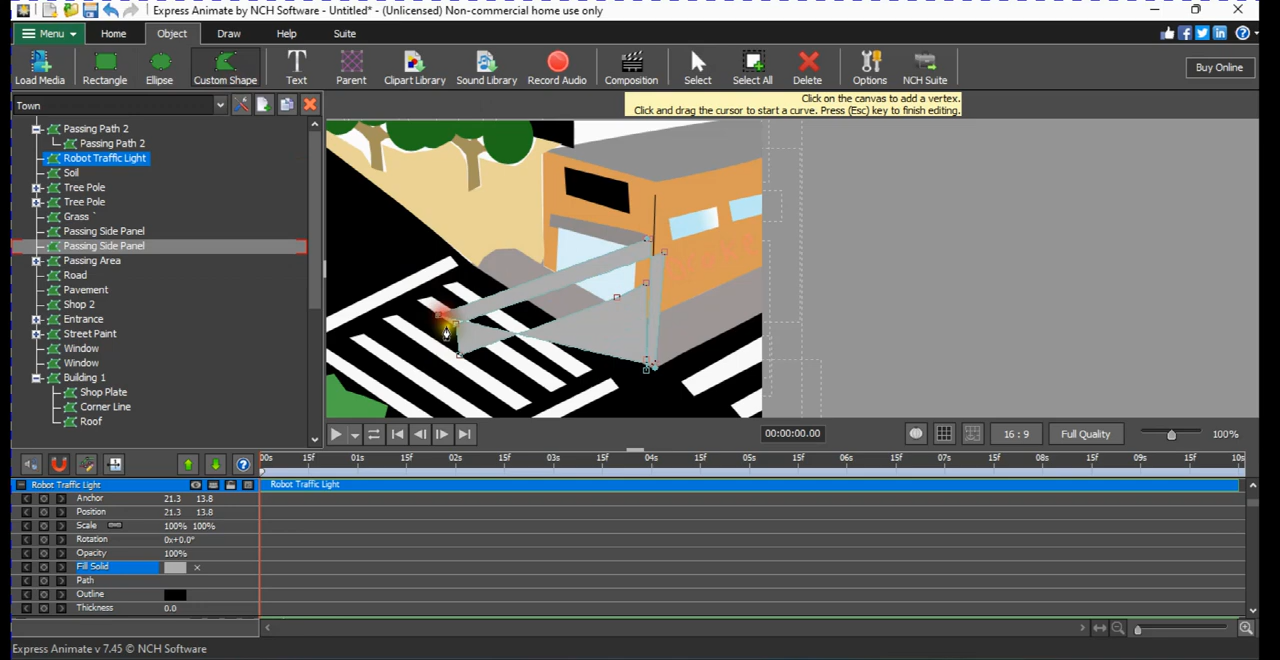 Express Animate by NCH Software - Untitled* - (Unlicensed) Non-commercial home use only
Menu Home Object Draw Help Suite
Load Media Rectangle Ellipse Custom Shape Text Parent Clipart Library Sound Library Record Audio Composition Select Select All Delete Options NCH Suite Buy Online
Town
Click on the canvas to add a vertex.
Click and drag the cursor to start a curve. Press (Esc) key to finish editing.
Passing Path 2
Passing Path 2
Robot Traffic Light
Soil
Tree Pole
Tree Pole
Grass `
Passing Side Panel
Passing Side Panel
Passing Area
Road
Pavement
Shop 2
Entrance
Street Paint
Window
Window
Building 1
Shop Plate
Corner Line
Roof
00:00:00.00 16 : 9 Full Quality 100%
00s 15f 01s 15f 02s 15f 03s 15f 04s 15f 05s 15f 06s 15f 07s 15f 08s 15f 09s 15f 10s
Robot Traffic Light Robot Traffic Light
Anchor 21.3 13.8
Position 21.3 13.8
Scale 100% 100%
Rotation 0x+0.0°
Opacity 100%
Fill Solid
Path
Outline
Thickness 0.0
Express Animate v 7.45 © NCH Software